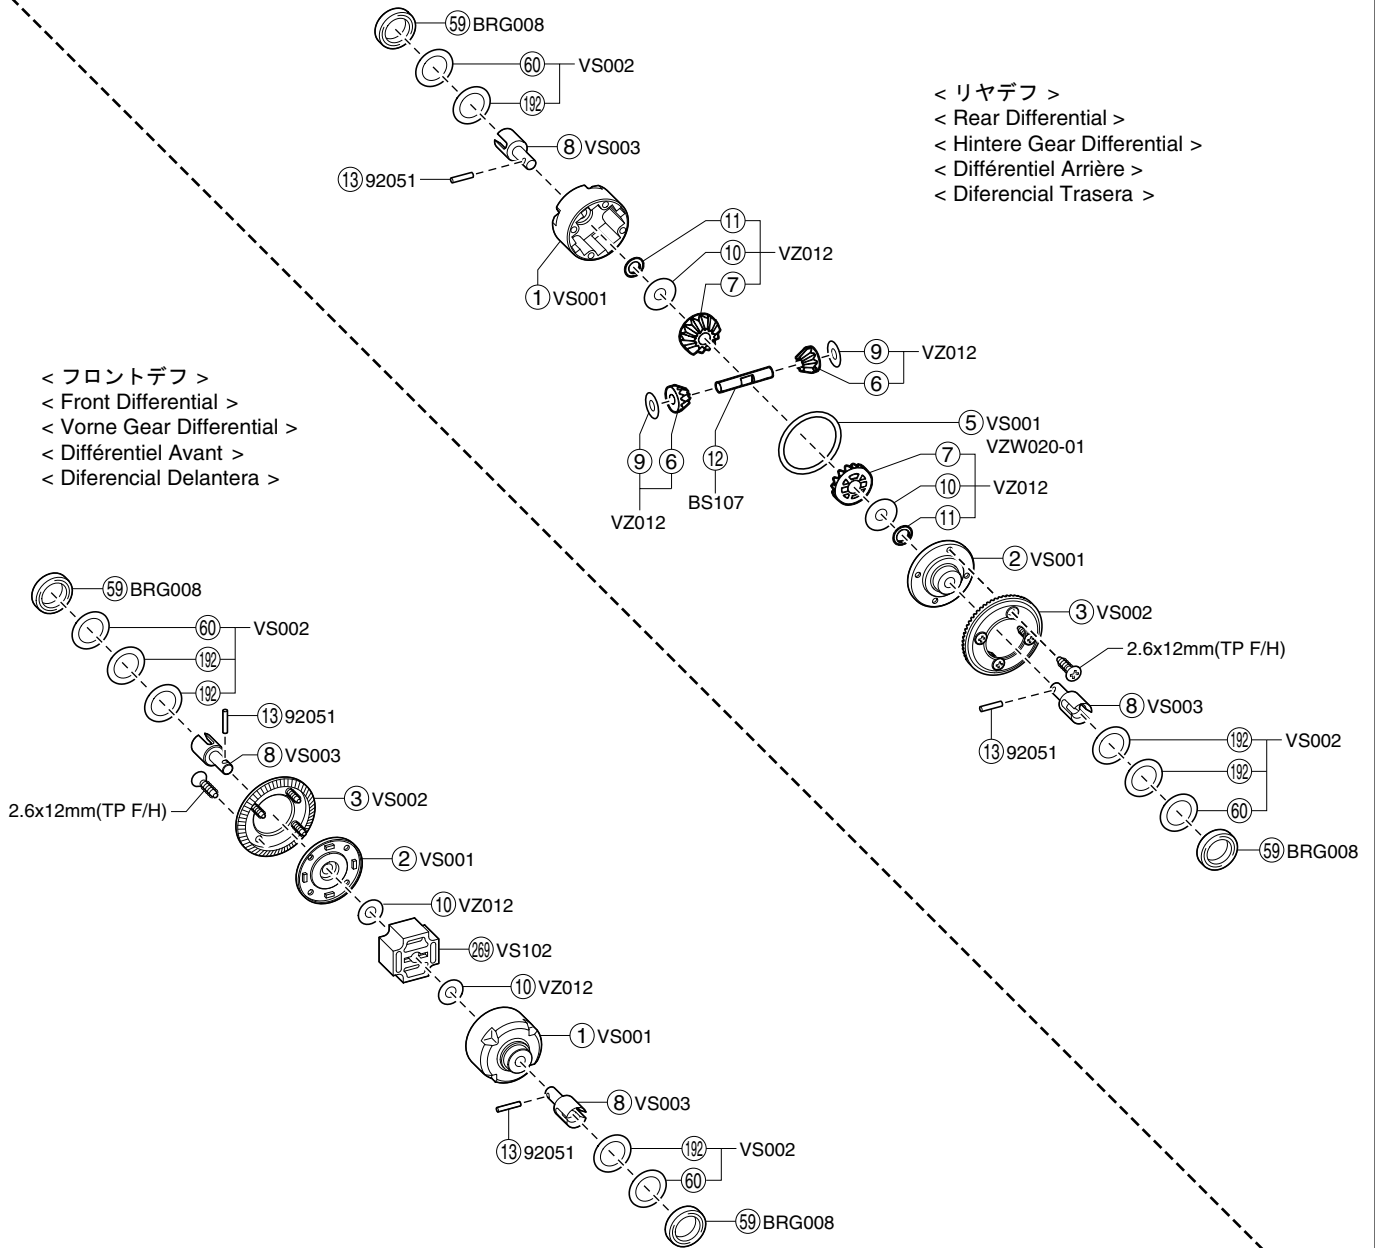 59 BRG008
60 VS002
192
8 VS003
13 92051
1 VS001
11
10 VZ012
7
< リヤデフ >
< Rear Differential >
< Hintere Gear Differential >
< Différentiel Arrière >
< Diferencial Trasera >
9 VZ012
6
9 6 12
VZ012 BS107
5 VS001
VZW020-01
7
10 VZ012
11
2 VS001
3 VS002
2.6x12mm(TP F/H)
8 VS003
13 92051
192 VS002
192
60
59 BRG008
< フロントデフ >
< Front Differential >
< Vorne Gear Differential >
< Différentiel Avant >
< Diferencial Delantera >
59 BRG008
60 VS002
192
192
13 92051
8 VS003
2.6x12mm(TP F/H)
3 VS002
2 VS001
10 VZ012
269 VS102
10 VZ012
1 VS001
8 VS003
13 92051
192 VS002
60
59 BRG008